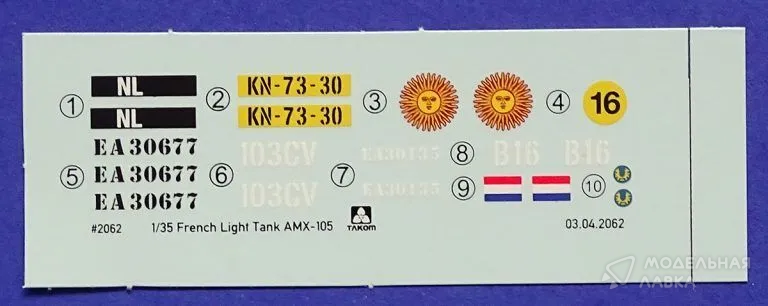 ① NL ② KN-73-30 ③ ④ 16
NL KN-73-30
EA30677 103CV EA30135 ⑧ B16 B16
⑤ EA30677 ⑥ ⑦ ⑨ ⑩
EA30677 103CV EA30135
#2062 1/35 French Light Tank AMX-105 TAKOM 03.04.2062
МОДЕЛЬНАЯ
ЛАВКА